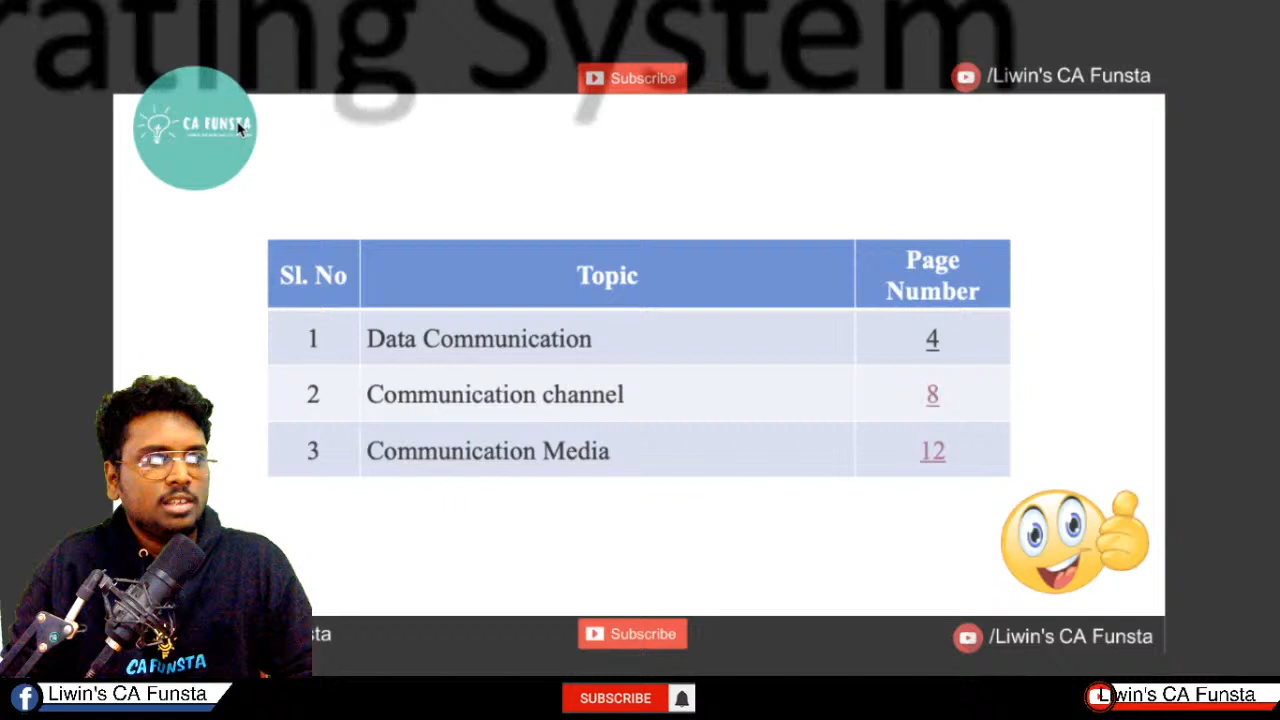 rating System
Subscribe
/Liwin's CA Funsta
CA FUNSTA
Sl. No Topic Page Number
1 Data Communication 4
2 Communication channel 8
3 Communication Media 12
sta
Subscribe
/Liwin's CA Funsta
CA FUNSTA
Liwin's CA Funsta
SUBSCRIBE
Liwin's CA Funsta